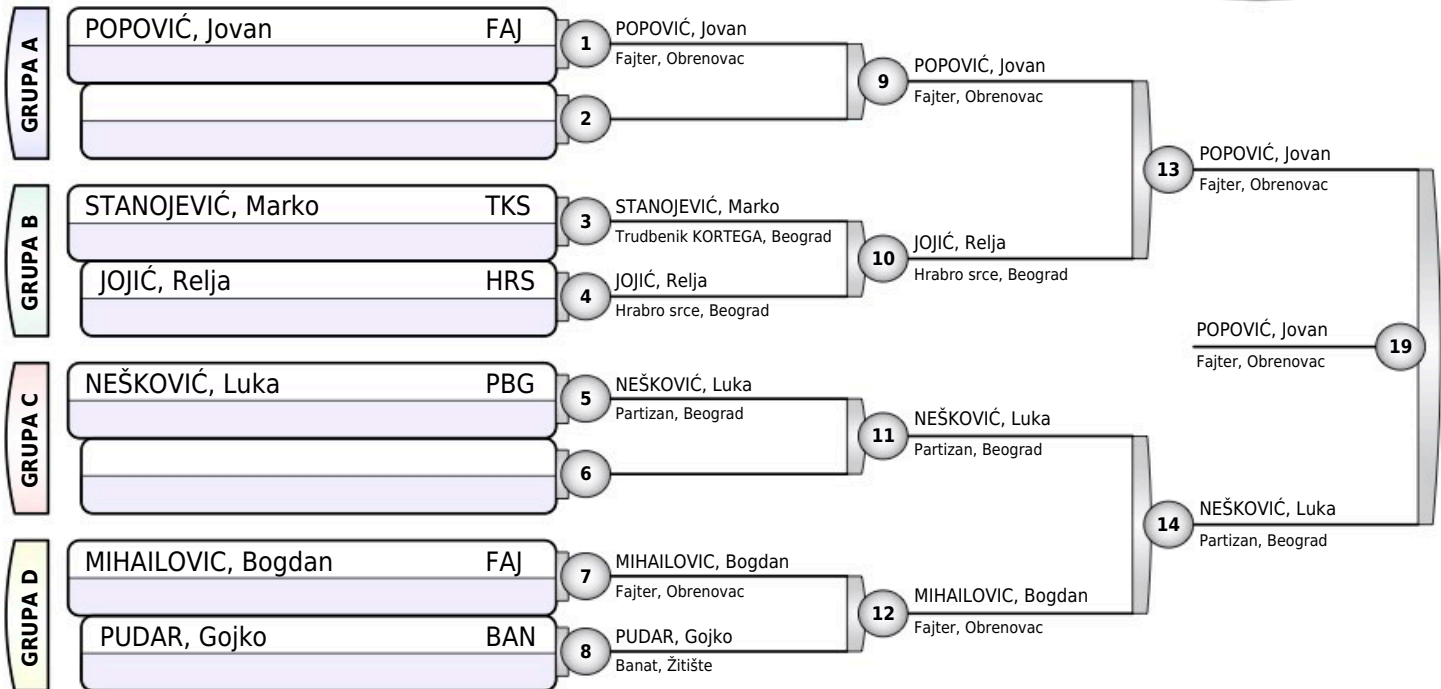 GRUPA A
POPOVIĆ, Jovan FAJ
1
POPOVIĆ, Jovan
Fajter, Obrenovac
2
9
POPOVIĆ, Jovan
Fajter, Obrenovac
GRUPA B
STANOJEVIĆ, Marko TKS
3
STANOJEVIĆ, Marko
Trudbenik KORTEGA, Beograd
JOJIĆ, Relja HRS
4
JOJIĆ, Relja
Hrabro srce, Beograd
10
JOJIĆ, Relja
Hrabro srce, Beograd
13
POPOVIĆ, Jovan
Fajter, Obrenovac
GRUPA C
NEŠKOVIĆ, Luka PBG
5
NEŠKOVIĆ, Luka
Partizan, Beograd
6
11
NEŠKOVIĆ, Luka
Partizan, Beograd
GRUPA D
MIHAILOVIC, Bogdan FAJ
7
MIHAILOVIC, Bogdan
Fajter, Obrenovac
PUDAR, Gojko BAN
8
PUDAR, Gojko
Banat, Žitište
12
MIHAILOVIC, Bogdan
Fajter, Obrenovac
14
NEŠKOVIĆ, Luka
Partizan, Beograd
POPOVIĆ, Jovan
Fajter, Obrenovac
19